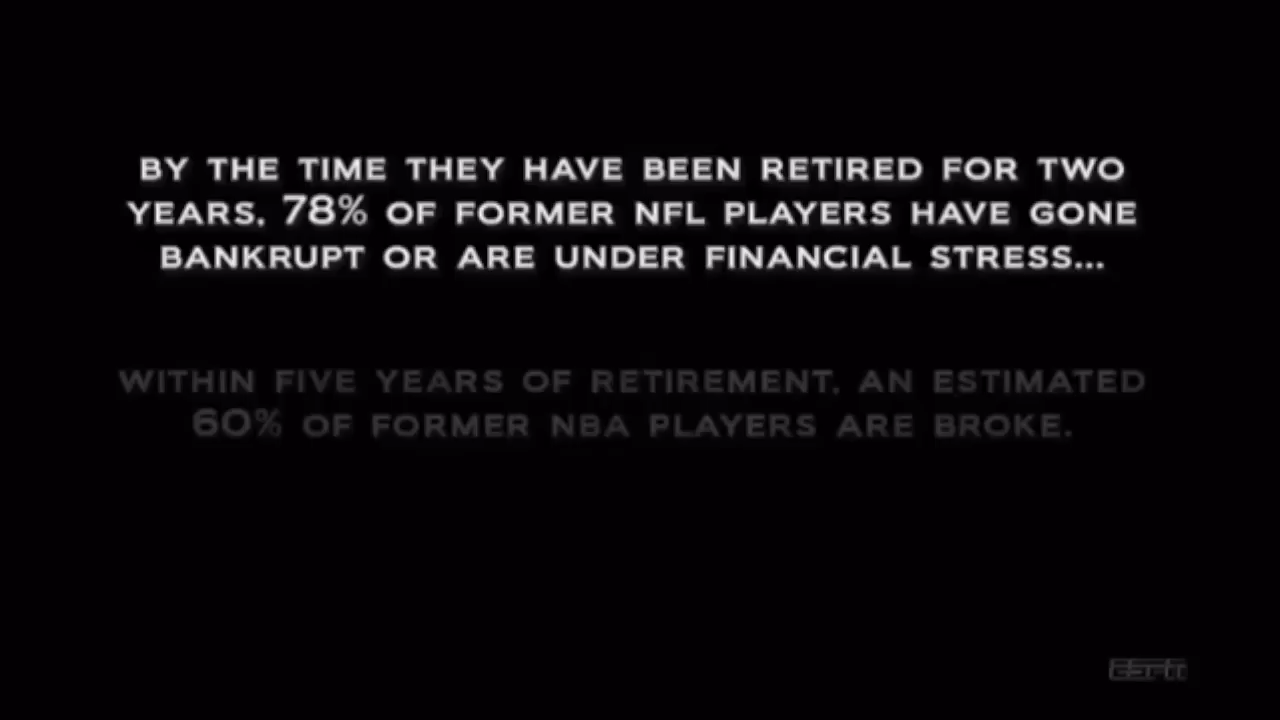 BY THE TIME THEY HAVE BEEN RETIRED FOR TWO
YEARS, 78% OF FORMER NFL PLAYERS HAVE GONE
BANKRUPT OR ARE UNDER FINANCIAL STRESS...
WITHIN FIVE YEARS OF RETIREMENT, AN ESTIMATED
60% OF FORMER NBA PLAYERS ARE BROKE.
ESPN